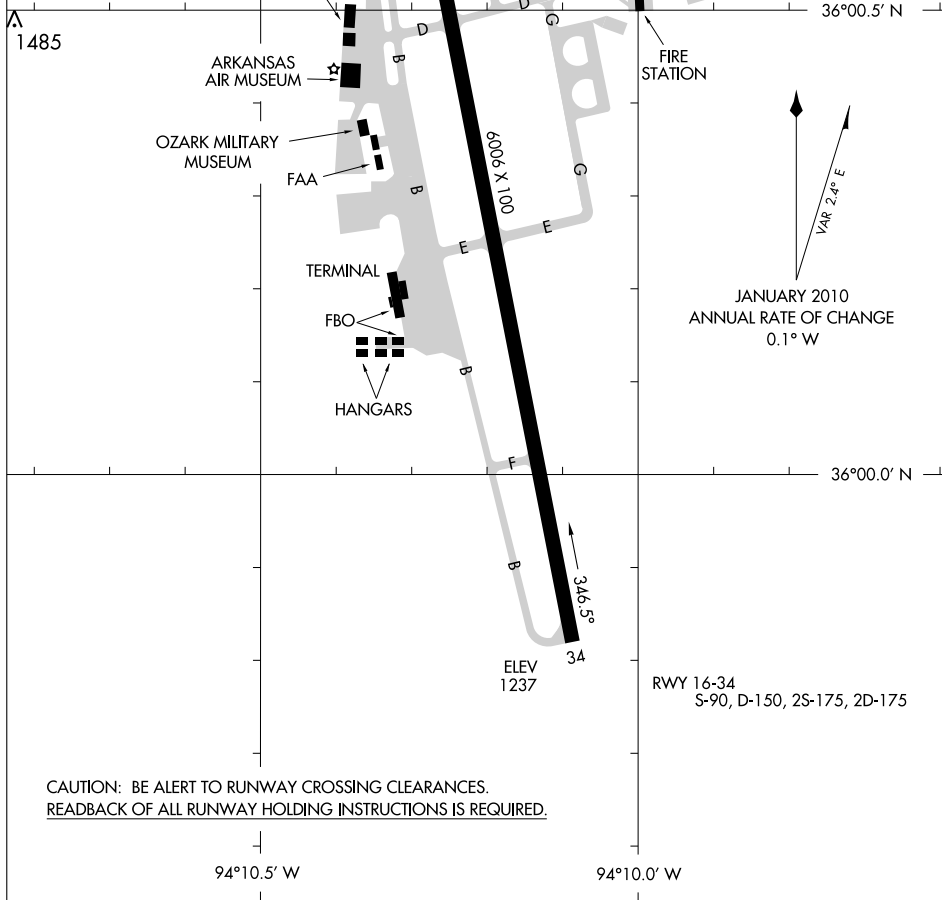 36°00.5' N
1485
D
D
G
B
FIRE
STATION
ARKANSAS
AIR MUSEUM
OZARK MILITARY
MUSEUM
FAA
6006 X 100
G
B
VAR 2.4° E
E
E
TERMINAL
JANUARY 2010
ANNUAL RATE OF CHANGE
0.1° W
FBO
B
HANGARS
F
36°00.0' N
B
346.5°
34
ELEV
1237
RWY 16-34
S-90, D-150, 2S-175, 2D-175
CAUTION: BE ALERT TO RUNWAY CROSSING CLEARANCES.
READBACK OF ALL RUNWAY HOLDING INSTRUCTIONS IS REQUIRED.
94°10.5' W
94°10.0' W